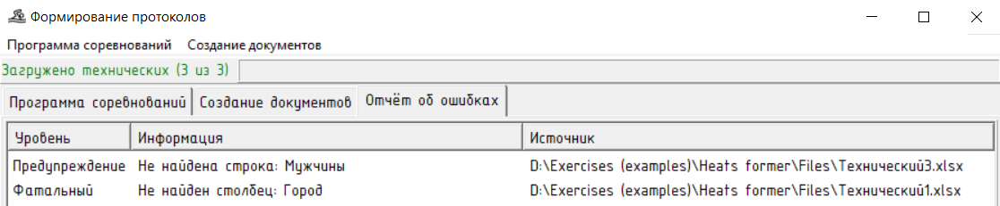 Формирование протоколов
Программа соревнований Создание документов
Загружено технических (3 из 3)
Программа соревнований Создание документов Отчёт об ошибках
Уровень Информация Источник
Предупреждение Не найдена строка: Мужчины D:\Exercises (examples)\Heats former\Files\Технический3.xlsx
Фатальный Не найден столбец: Город D:\Exercises (examples)\Heats former\Files\Технический1.xlsx